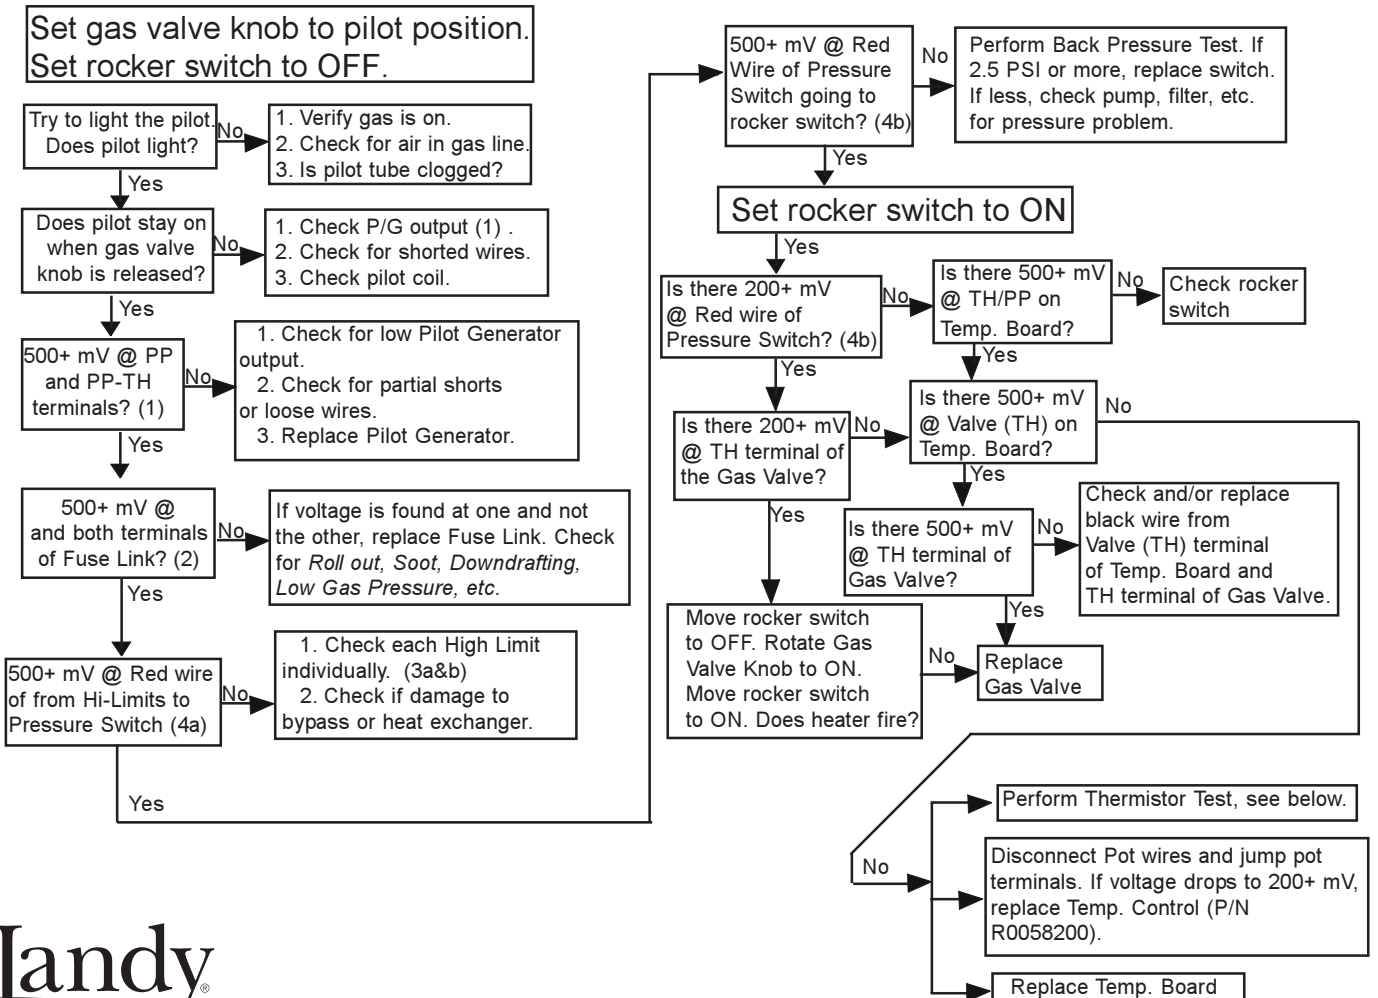 Set gas valve knob to pilot position.
Set rocker switch to OFF.
Try to light the pilot.
Does pilot light?
No
1. Verify gas is on.
2. Check for air in gas line.
3. Is pilot tube clogged?
Yes
Does pilot stay on
when gas valve
knob is released?
No
1. Check P/G output (1) .
2. Check for shorted wires.
3. Check pilot coil.
Yes
500+ mV @ PP
and PP-TH
terminals? (1)
No
1. Check for low Pilot Generator
output.
2. Check for partial shorts
or loose wires.
3. Replace Pilot Generator.
Yes
500+ mV @
and both terminals
of Fuse Link? (2)
No
If voltage is found at one and not
the other, replace Fuse Link. Check
for Roll out, Soot, Downdrafting,
Low Gas Pressure, etc.
Yes
500+ mV @ Red wire
of from Hi-Limits to
Pressure Switch (4a)
No
1. Check each High Limit
individually. (3a&b)
2. Check if damage to
bypass or heat exchanger.
Yes
500+ mV @ Red
Wire of Pressure
Switch going to
rocker switch? (4b)
No
Perform Back Pressure Test. If
2.5 PSI or more, replace switch.
If less, check pump, filter, etc.
for pressure problem.
Yes
Set rocker switch to ON
Yes
Is there 200+ mV
@ Red wire of
Pressure Switch? (4b)
No
Is there 500+ mV
@ TH/PP on
Temp. Board?
No
Check rocker
switch
Yes
Yes
Is there 200+ mV
@ TH terminal of
the Gas Valve?
No
Is there 500+ mV
@ Valve (TH) on
Temp. Board?
No
Yes
Yes
Is there 500+ mV
@ TH terminal of
Gas Valve?
No
Check and/or replace
black wire from
Valve (TH) terminal
of Temp. Board and
TH terminal of Gas Valve.
Yes
Move rocker switch
to OFF. Rotate Gas
Valve Knob to ON.
Move rocker switch
to ON. Does heater fire?
No
Replace
Gas Valve
No
Perform Thermistor Test, see below.
Disconnect Pot wires and jump pot
terminals. If voltage drops to 200+ mV,
replace Temp. Control (P/N
R0058200).
Replace Temp. Board
andy®